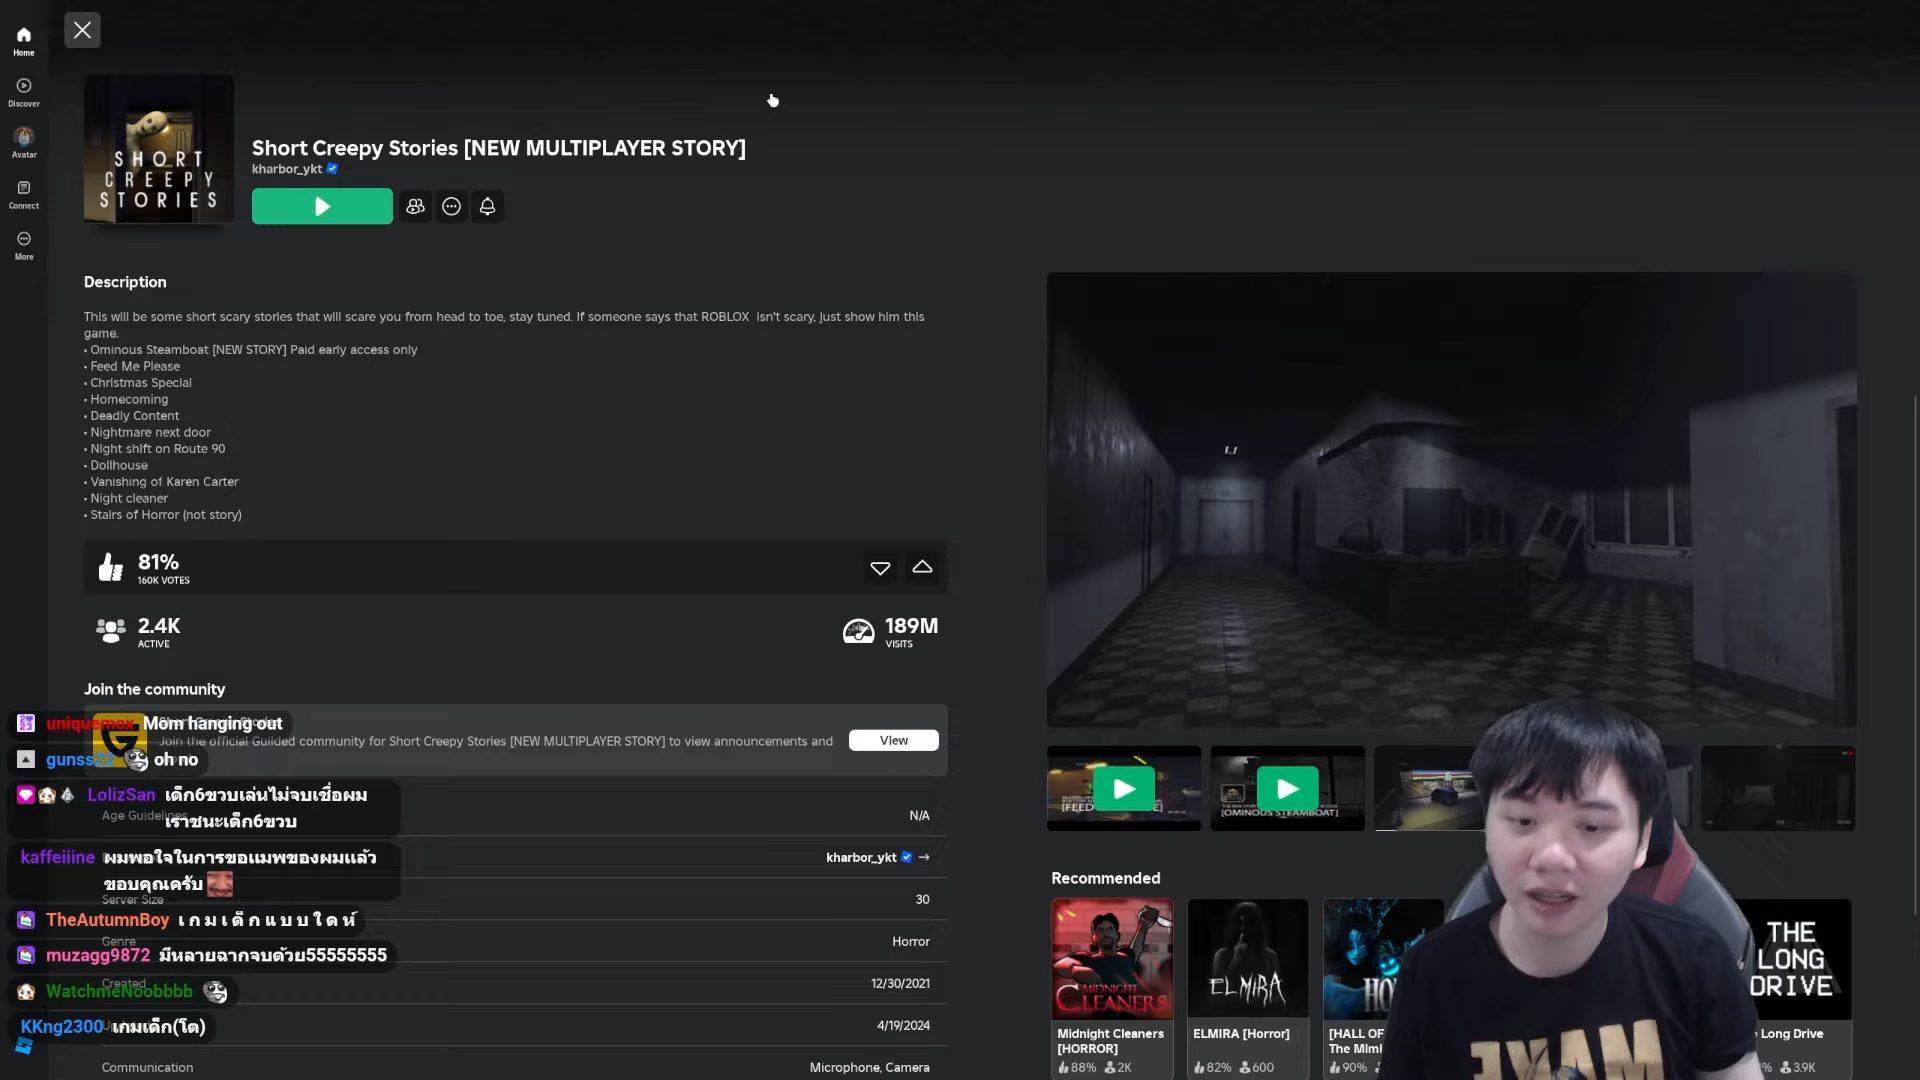 Home
Discover
Avatar
Connect
More
SHORT
CREEPY
STORIES
Short Creepy Stories [NEW MULTIPLAYER STORY]
kharbor_ykt
Description
This will be some short scary stories that will scare you from head to toe, stay tuned. If someone says that ROBLOX isn't scary, just show him this
game.
• Ominous Steamboat [NEW STORY] Paid early access only
• Feed Me Please
• Christmas Special
• Homecoming
• Deadly Content
• Nightmare next door
• Night shift on Route 90
• Dollhouse
• Vanishing of Karen Carter
• Night cleaner
• Stairs of Horror (not story)
81%
160K VOTES
2.4K
ACTIVE
189M
VISITS
Join the community
Join the official Guilded community for Short Creepy Stories [NEW MULTIPLAYER STORY] to view announcements and
View
uniquemox Mom hanging out
gunss22 oh no
LolizSan เด็ก6ขวบเล่นไม่จบเชื่อผม
เราชนะเด็ก6ขวบ
Age Guidelines N/A
kaffeiiine ผมพอใจในการขอแมพของผมแล้ว
ขอบคุณครับ
kharbor_ykt
Server Size 30
TheAutumnBoy เ ก ม เ ด็ ก แ บ บ ใ ด ห์
Genre Horror
muzagg9872 มีหลายฉากจบด้วย55555555
Created 12/30/2021
WatchmeNoobbbb
KKng2300 เกมเด็ก(โต)
4/19/2024
Communication Microphone, Camera
[OMINOUS STEAMBOAT]
Recommended
MIDNIGHT
CLEANERS
Midnight Cleaners
[HORROR]
88% 2K
ELMIRA
ELMIRA [Horror]
82% 600
[HALL OF
The Mimi
90%
THE
LONG
DRIVE
Long Drive
% 3.9K